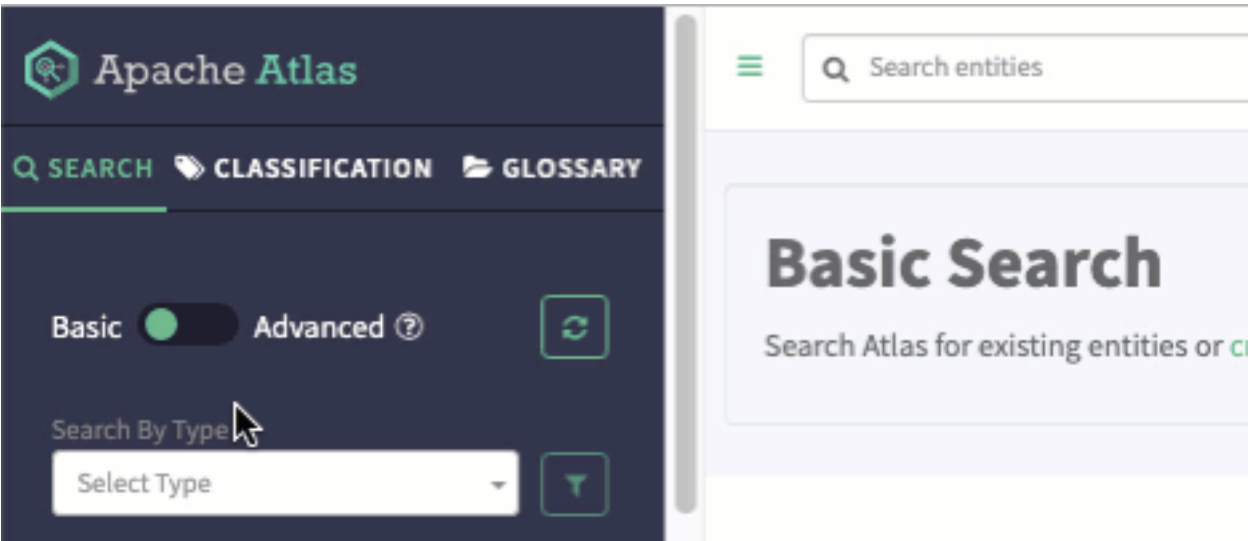 Apache Atlas
SEARCH CLASSIFICATION GLOSSARY
Basic Advanced
Search By Type
Select Type
Search entities
Basic Search
Search Atlas for existing entities or